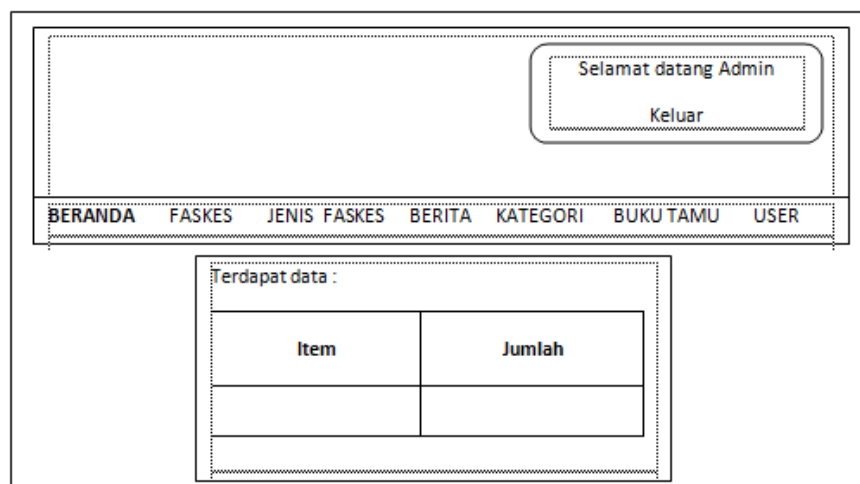 Selamat datang Admin
Keluar
BERANDA FASKES JENIS FASKES BERITA KATEGORI BUKU TAMU USER
Terdapat data :
Item Jumlah